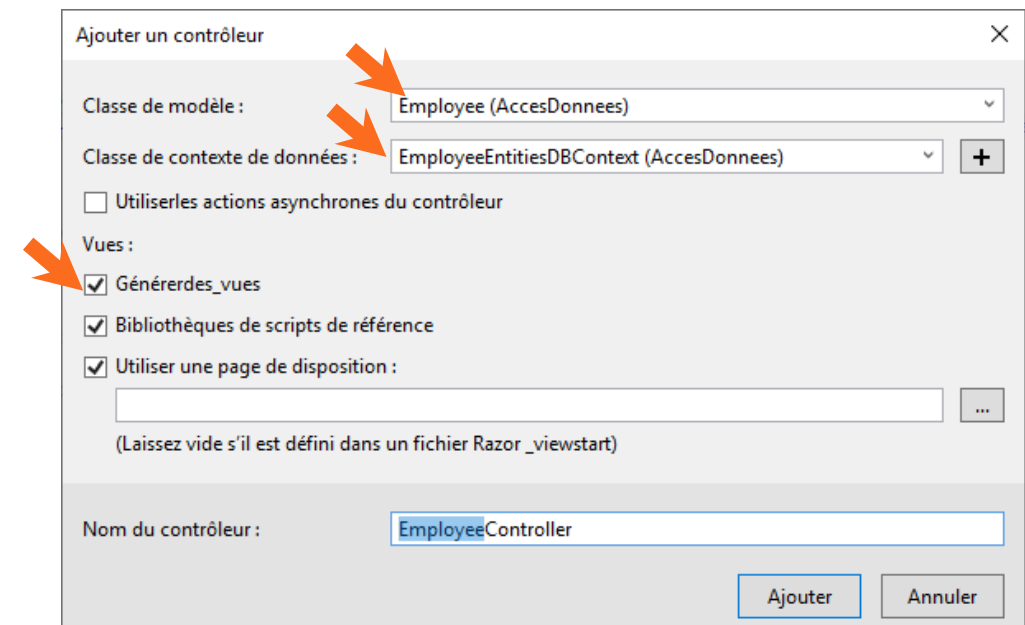 Ajouter un contrôleur
Classe de modèle : Employee (AccesDonnees)
Classe de contexte de données : EmployeeEntitiesDBContext (AccesDonnees) +
Utiliserles actions asynchrones du contrôleur
Vues :
Générerdes_vues
Bibliothèques de scripts de référence
Utiliser une page de disposition :
...
(Laissez vide s'il est défini dans un fichier Razor _viewstart)
Nom du contrôleur : EmployeeController
Ajouter Annuler